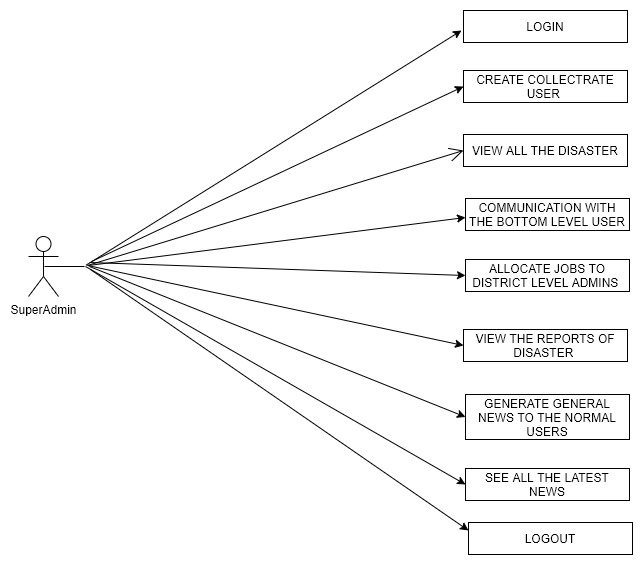 LOGIN
CREATE COLLECTRATE
USER
VIEW ALL THE DISASTER
COMMUNICATION WITH
THE BOTTOM LEVEL USER
SuperAdmin
ALLOCATE JOBS TO
DISTRICT LEVEL ADMINS
VIEW THE REPORTS OF
DISASTER
GENERATE GENERAL
NEWS TO THE NORMAL
USERS
SEE ALL THE LATEST
NEWS
LOGOUT